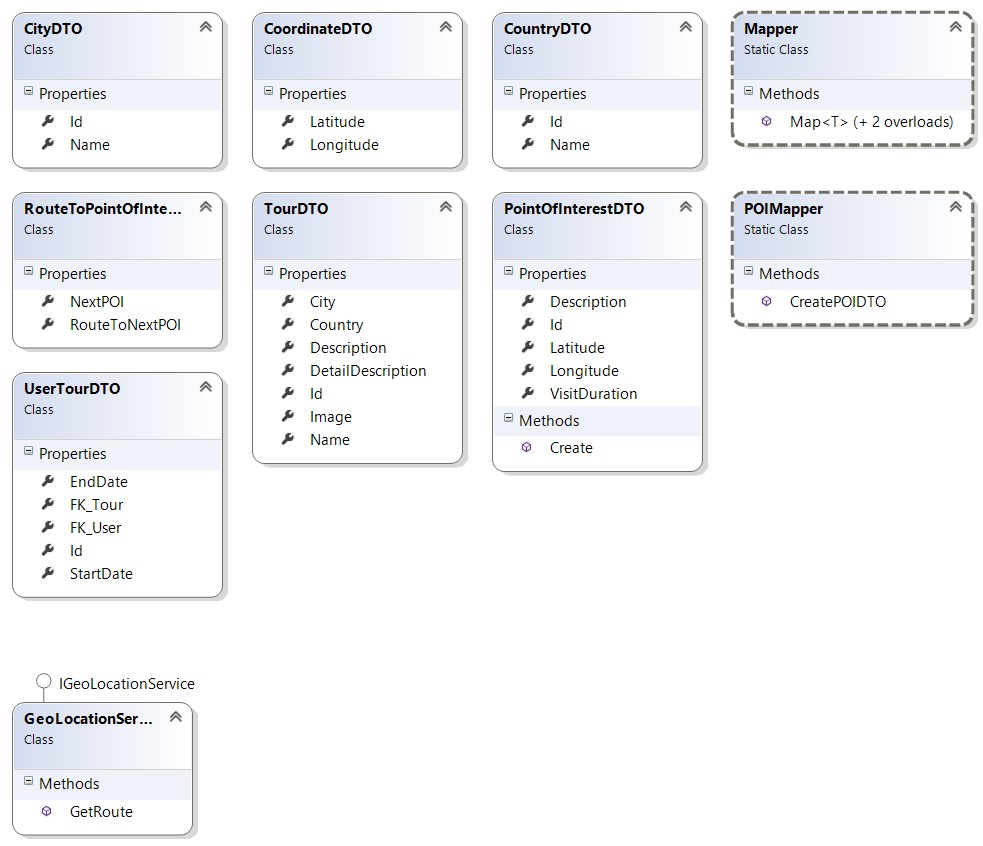 CityDTO
Class
Properties
Id
Name
CoordinateDTO
Class
Properties
Latitude
Longitude
CountryDTO
Class
Properties
Id
Name
Mapper
Static Class
Methods
Map<T> (+ 2 overloads)
RouteToPointOfInte...
Class
Properties
NextPOI
RouteToNextPOI
TourDTO
Class
Properties
City
Country
Description
DetailDescription
Id
Image
Name
PointOfInterestDTO
Class
Properties
Description
Id
Latitude
Longitude
VisitDuration
Methods
Create
POIMapper
Static Class
Methods
CreatePOIDTO
UserTourDTO
Class
Properties
EndDate
FK_Tour
FK_User
Id
StartDate
IGeoLocationService
GeoLocationSer...
Class
Methods
GetRoute